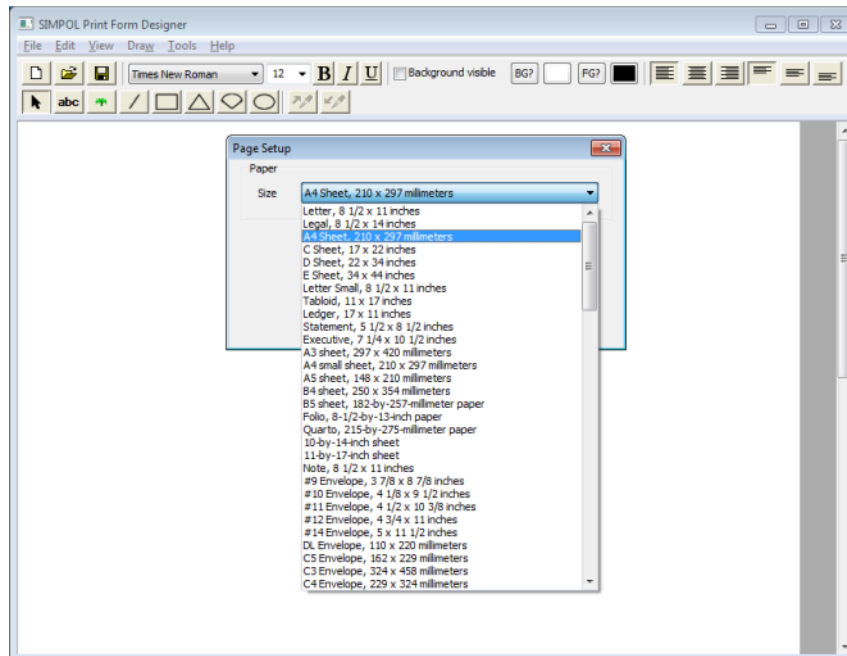 SIMPOL Print Form Designer
File Edit View Draw Tools Help
Times New Roman 12 B I U Background visible BG? FG?
abc
Page Setup
Paper
Size A4 Sheet, 210 x 297 millimeters
Letter, 8 1/2 x 11 inches
Legal, 8 1/2 x 14 inches
A4 Sheet, 210 x 297 millimeters
C Sheet, 17 x 22 inches
D Sheet, 22 x 34 inches
E Sheet, 34 x 44 inches
Letter Small, 8 1/2 x 11 inches
Tabloid, 11 x 17 inches
Ledger, 17 x 11 inches
Statement, 5 1/2 x 8 1/2 inches
Executive, 7 1/4 x 10 1/2 inches
A3 sheet, 297 x 420 millimeters
A4 small sheet, 210 x 297 millimeters
A5 sheet, 148 x 210 millimeters
B4 sheet, 250 x 354 millimeters
B5 sheet, 182-by-257-millimeter paper
Folio, 8-1/2-by-13-inch paper
Quarto, 215-by-275-millimeter paper
10-by-14-inch sheet
11-by-17-inch sheet
Note, 8 1/2 x 11 inches
#9 Envelope, 3 7/8 x 8 7/8 inches
#10 Envelope, 4 1/8 x 9 1/2 inches
#11 Envelope, 4 1/2 x 10 3/8 inches
#12 Envelope, 4 3/4 x 11 inches
#14 Envelope, 5 x 11 1/2 inches
DL Envelope, 110 x 220 millimeters
C5 Envelope, 162 x 229 millimeters
C3 Envelope, 324 x 458 millimeters
C4 Envelope, 229 x 324 millimeters